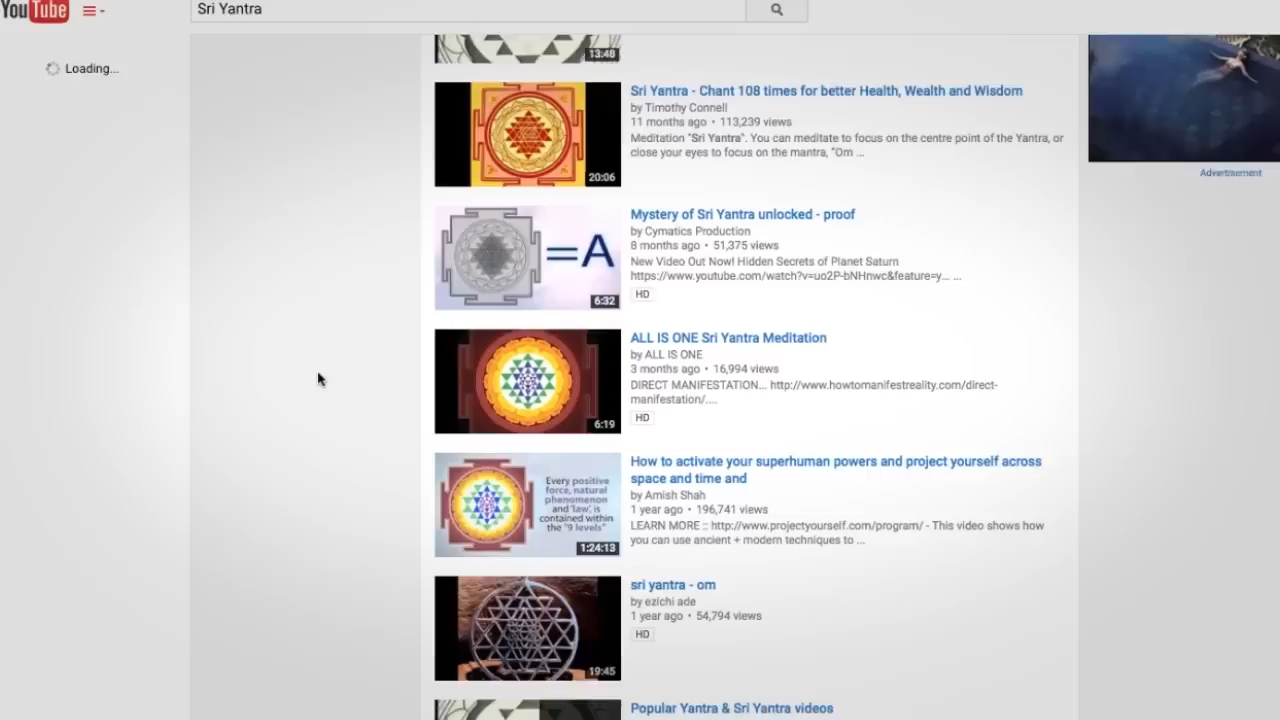 YouTube
Sri Yantra
Loading...
13:48
Sri Yantra - Chant 108 times for better Health, Wealth and Wisdom
by Timothy Connell
11 months ago • 113,239 views
Meditation "Sri Yantra". You can meditate to focus on the centre point of the Yantra, or
close your eyes to focus on the mantra, "Om ...
20:06
Advertisement
Mystery of Sri Yantra unlocked - proof
by Cymatics Production
8 months ago • 51,375 views
New Video Out Now! Hidden Secrets of Planet Saturn
https://www.youtube.com/watch?v=uo2P-bNHnwc&feature=y... ...
HD
=A
6:32
ALL IS ONE Sri Yantra Meditation
by ALL IS ONE
3 months ago • 16,994 views
DIRECT MANIFESTATION... http://www.howtomanifestreality.com/direct-
manifestation/....
HD
6:19
How to activate your superhuman powers and project yourself across
space and time and
by Amish Shah
1 year ago • 196,741 views
LEARN MORE :: http://www.projectyourself.com/program/ - This video shows how
you can use ancient + modern techniques to ...
Every positive
force, natural
phenomenon
and 'law', is
contained within
the "9 levels"
1:24:13
sri yantra - om
by ezichi ade
1 year ago • 54,794 views
HD
19:45
Popular Yantra & Sri Yantra videos